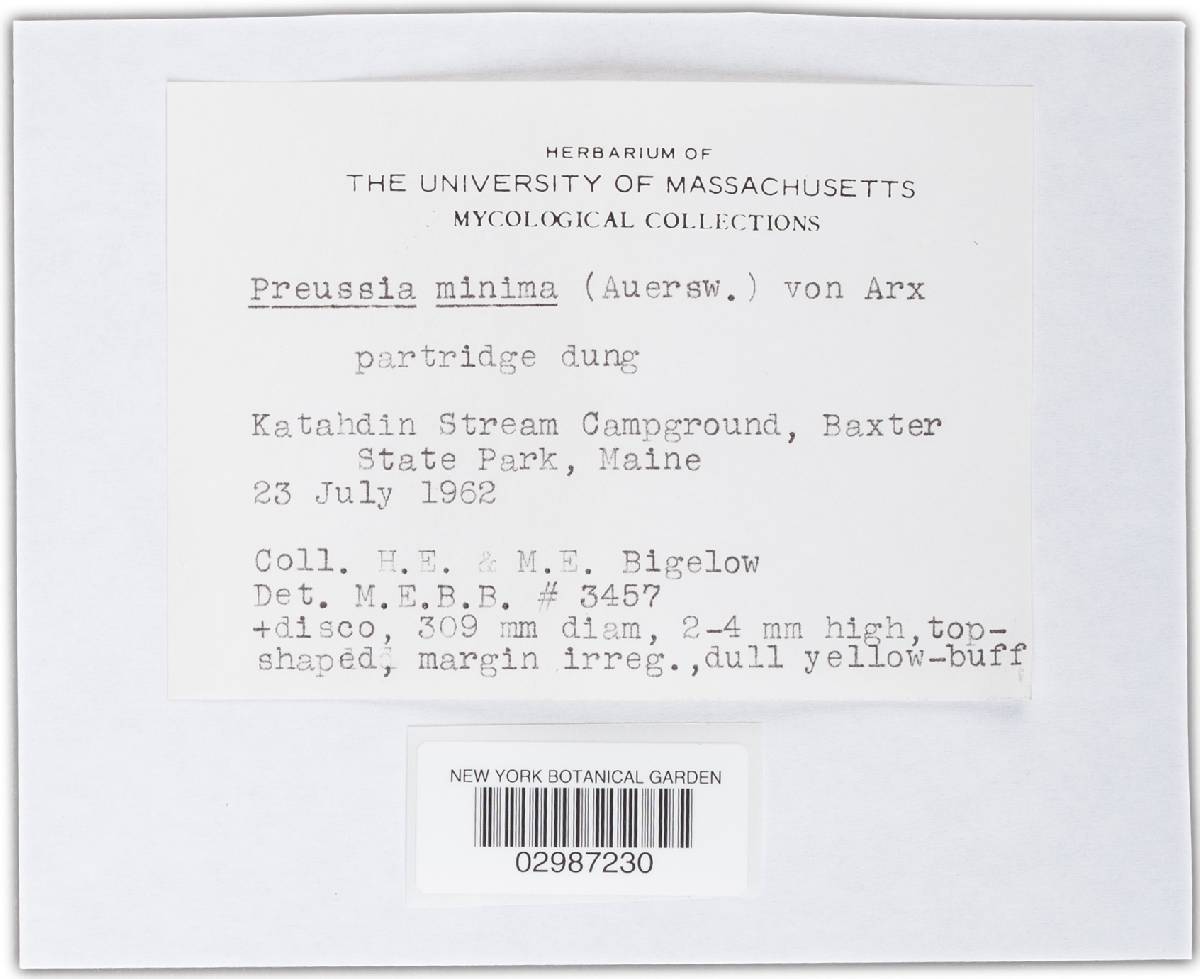 HERBARIUM OF
THE UNIVERSITY OF MASSACHUSETTS
MYCOLOGICAL COLLECTIONS
Preussia minima (Auersw.) von Arx
partridge dung
Katahdin Stream Campground, Baxter
State Park, Maine
23 July 1962
Coll. H.E. & M.E. Bigelow
Det. M.E.B.B. # 3457
+disco, 309 mm diam, 2-4 mm high,top-
shaped, margin irreg.,dull yellow-buff
NEW YORK BOTANICAL GARDEN
02987230